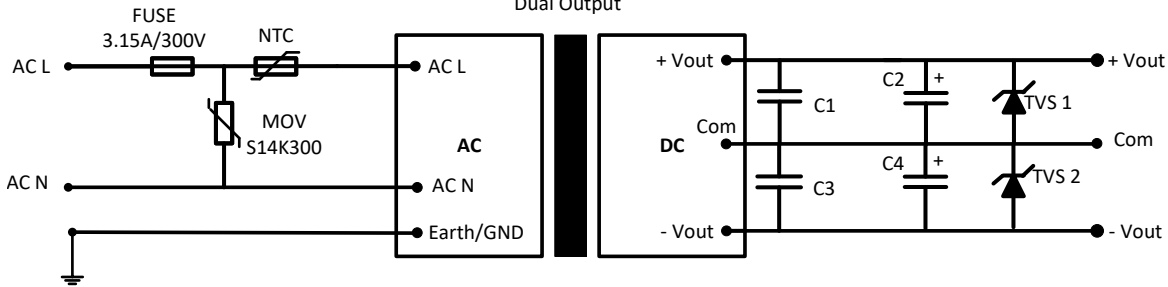 Dual Output
FUSE
3.15A/300V
NTC
AC L
AC L
MOV
S14K300
AC N
AC N
Earth/GND
AC
DC
+ Vout
Com
- Vout
C1
C2
+
C3
C4
+
TVS 1
TVS 2
+ Vout
Com
- Vout